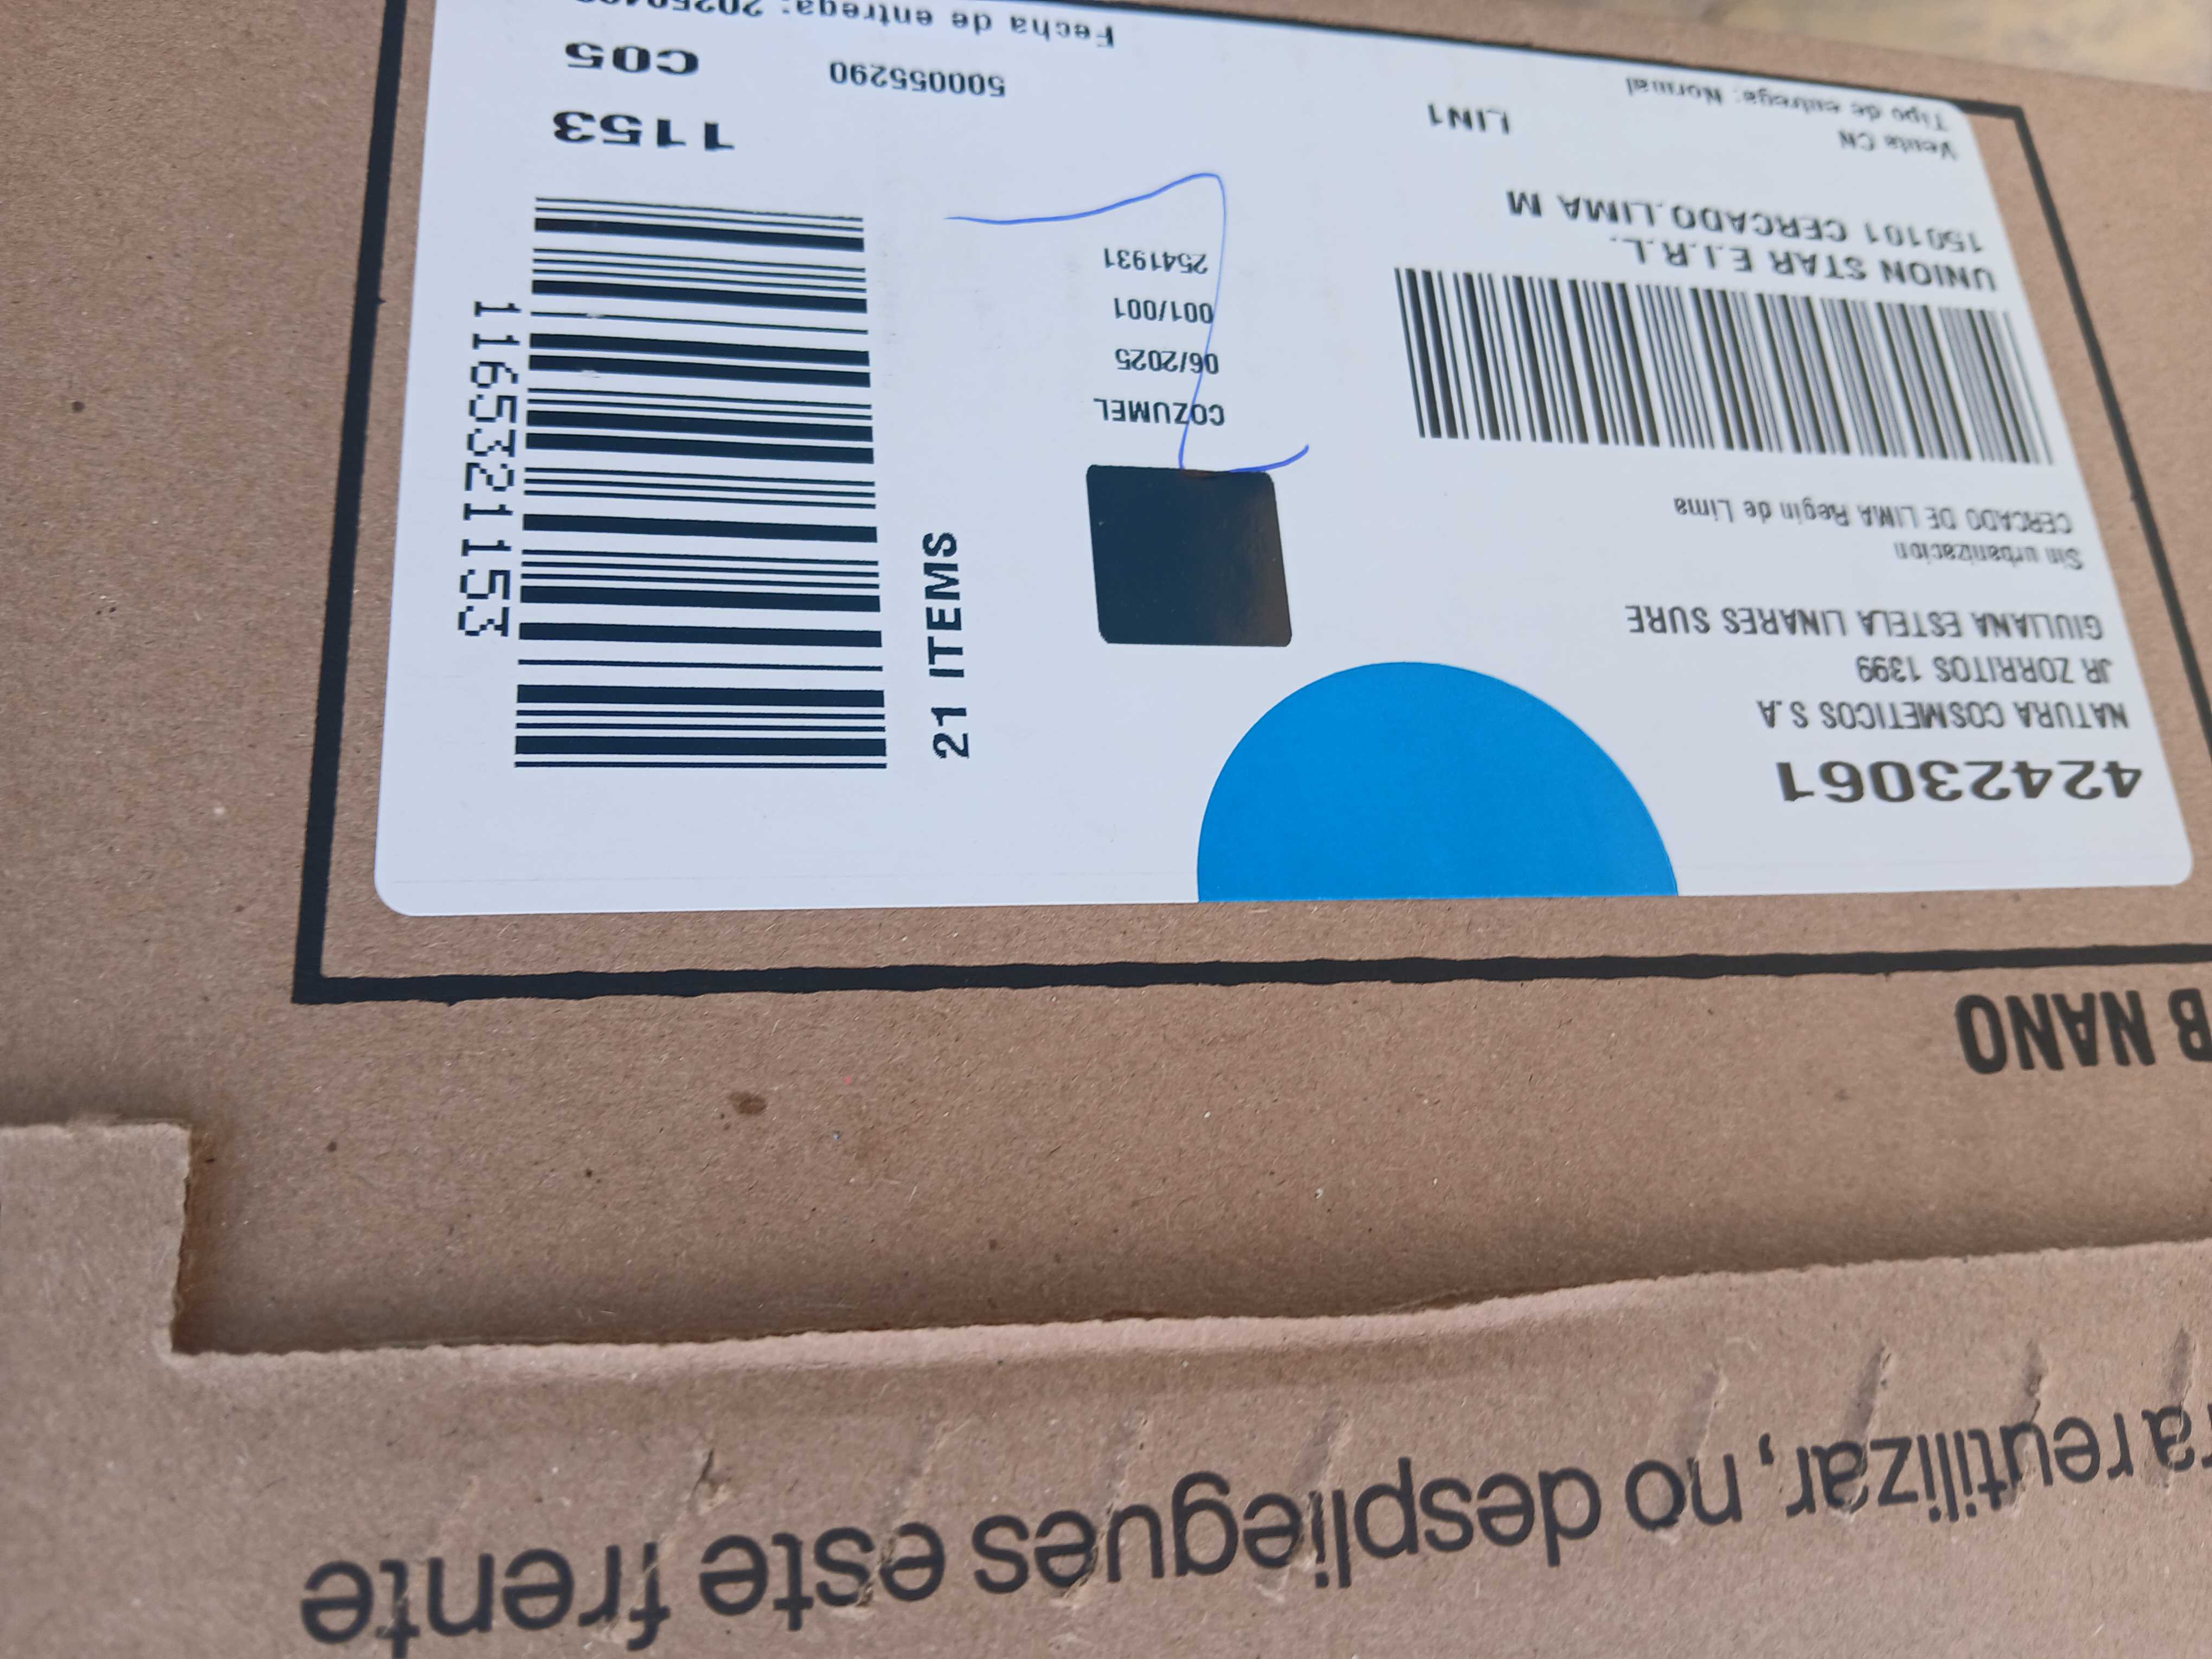 42423061
NATURA COSMETICOS S.A
JR ZORRITOS 1399
GIULIANA ESTELA LINARES SURE
Sin urbanizacion
CERCADO DE LIMA Regin de Lima
UNION STAR E.I.R.L.
150101 CERCADO.LIMA M
Venta CN
Tipo de entrega: Normal
LIN1
COZUMEL
06/2025
001/001
2541931
21 ITEMS
1165321153
1153
C05
500055290
Fecha de entrega:
B NANO
reutilizar, no despliegues este frente